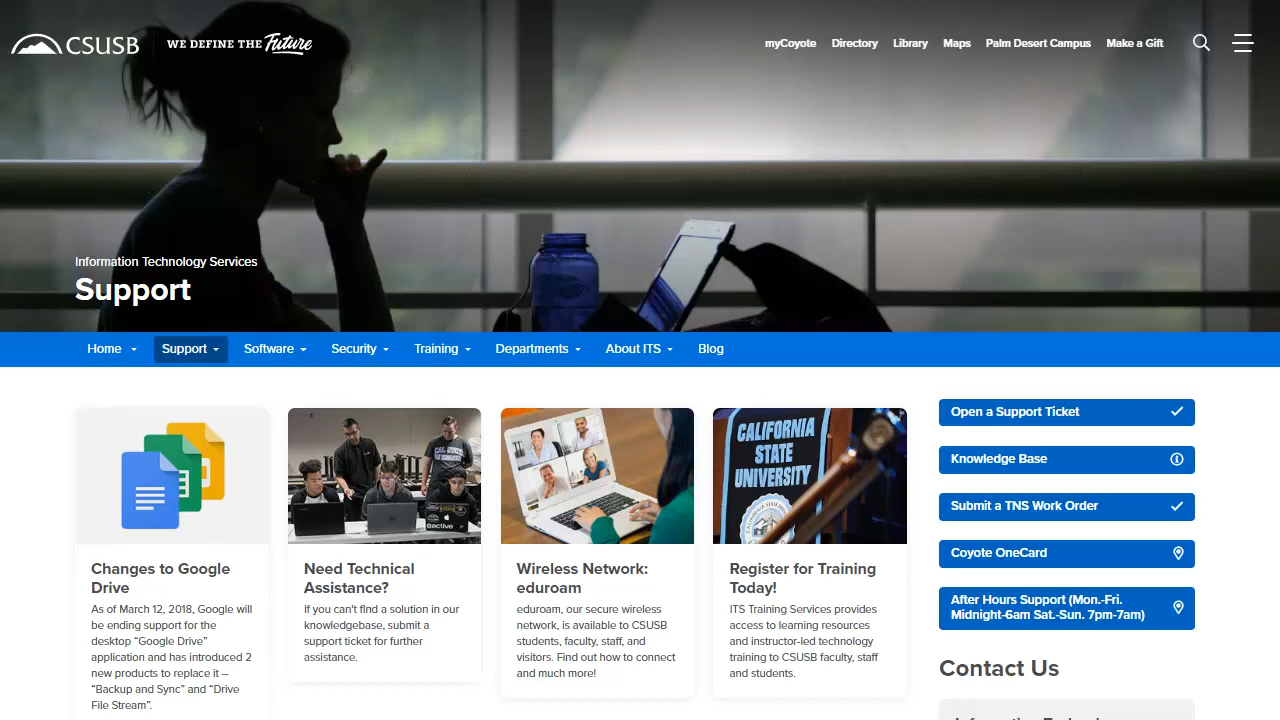 CSUSB
WE DEFINE THE Future
myCoyote
Directory
Library
Maps
Palm Desert Campus
Make a Gift
Information Technology Services
Support
Home
Support
Software
Security
Training
Departments
About ITS
Blog
Changes to Google
Drive
As of March 12, 2018, Google will
be ending support for the
desktop “Google Drive”
application and has introduced 2
new products to replace it –
“Backup and Sync” and “Drive
File Stream”.
Need Technical
Assistance?
If you can't find a solution in our
knowledgebase, submit a
support ticket for further
assistance.
Wireless Network:
eduroam
eduroam, our secure wireless
network, is available to CSUSB
students, faculty, staff, and
visitors. Find out how to connect
and much more!
CALIFORNIA
STATE
UNIVERSITY
Register for Training
Today!
ITS Training Services provides
access to learning resources
and instructor-led technology
training to CSUSB faculty, staff
and students.
Open a Support Ticket
Knowledge Base
Submit a TNS Work Order
Coyote OneCard
After Hours Support (Mon.-Fri.
Midnight-6am Sat.-Sun. 7pm-7am)
Contact Us